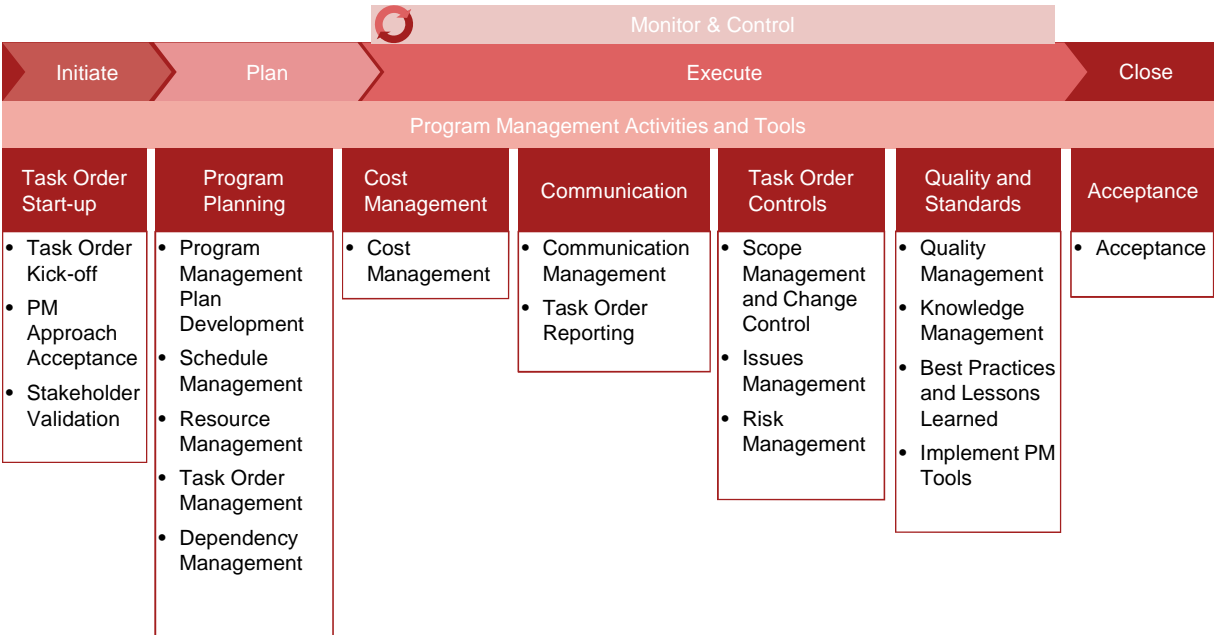 Monitor & Control
Initiate
Plan
Execute
Close
Program Management Activities and Tools
Task Order
Start-up
• Task Order
Kick-off
• PM
Approach
Acceptance
• Stakeholder
Validation
Program
Planning
• Program
Management
Plan
Development
• Schedule
Management
• Resource
Management
• Task Order
Management
• Dependency
Management
Cost
Management
• Cost
Management
Communication
• Communication
Management
• Task Order
Reporting
Task Order
Controls
• Scope
Management
and Change
Control
• Issues
Management
• Risk
Management
Quality and
Standards
• Quality
Management
• Knowledge
Management
• Best Practices
and Lessons
Learned
• Implement PM
Tools
Acceptance
• Acceptance